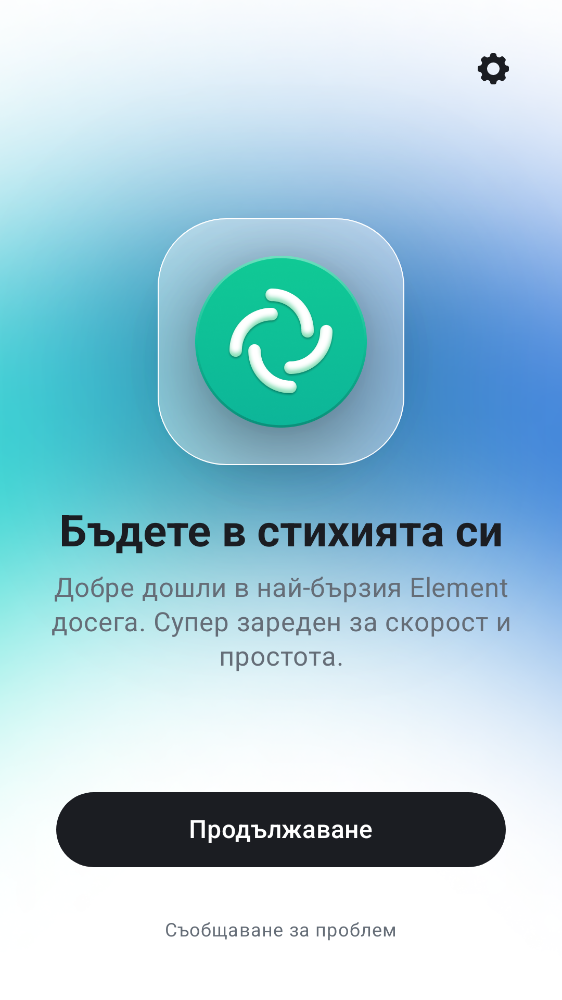 Бъдете в стихията си
Добре дошли в най-бързия Element
досега. Супер зареден за скорост и
простота.
Продължаване
Съобщаване за проблем